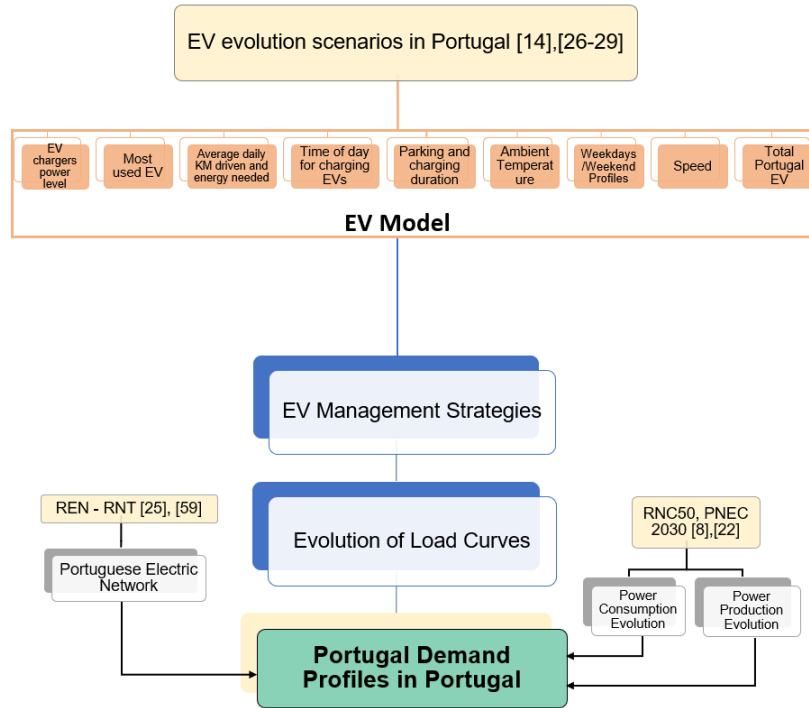 EV evolution scenarios in Portugal [14],[26-29]
EV
chargers
power
level
Most
used EV
Average daily
KM driven and
energy needed
Time of day
for charging
EVs
Parking and
charging
duration
Ambient
Temperat
ure
Weekdays
/Weekend
Profiles
Speed
Total
Portugal
EV
EV Model
EV Management Strategies
Evolution of Load Curves
REN - RNT [25], [59]
Portuguese Electric
Network
RNC50, PNEC
2030 [8],[22]
Power
Consumption
Evolution
Power
Production
Evolution
Portugal Demand
Profiles in Portugal